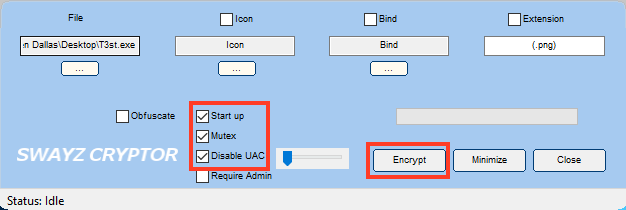 File
Icon
Bind
Extension
ɘn Dallas\Desktop\T3st.exe
Icon
Bind
(.png)
...
...
...
Obfuscate
Start up
Mutex
Disable UAC
Require Admin
SWAYZ CRYPTOR
Encrypt
Minimize
Close
Status: Idle